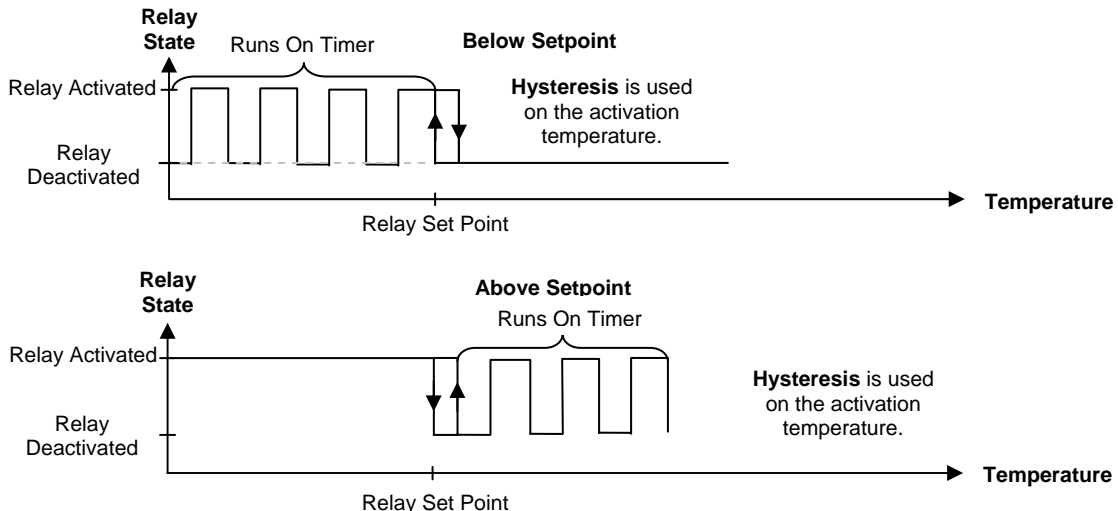 Relay
State
Runs On Timer
Below Setpoint
Relay Activated
Hysteresis is used
on the activation
temperature.
Relay
Deactivated
Temperature
Relay Set Point
Relay
State
Above Setpoint
Runs On Timer
Relay Activated
Hysteresis is used
on the activation
temperature.
Relay
Deactivated
Temperature
Relay Set Point